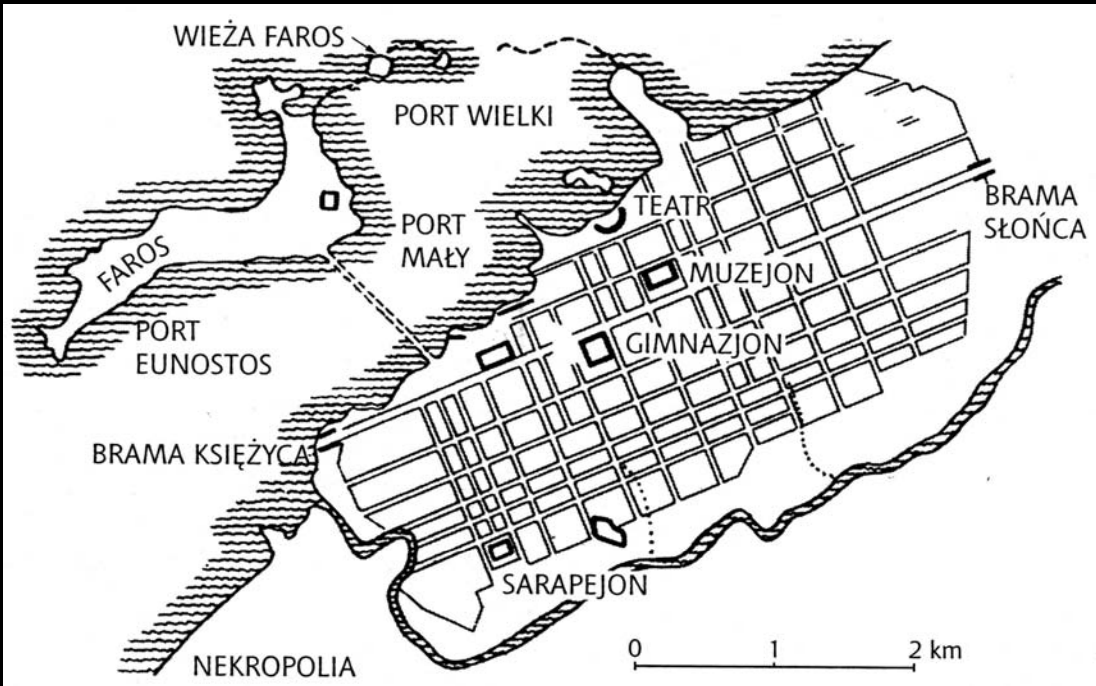 WIEŻA FAROS
PORT WIELKI
TEATR
BRAMA
SŁOŃCA
PORT
MAŁY
FAROS
MUZEJON
PORT
EUNOSTOS
GIMNAZJON
BRAMA KSIĘŻYCA
SARAPEJON
NEKROPOLIA
0 1 2 km